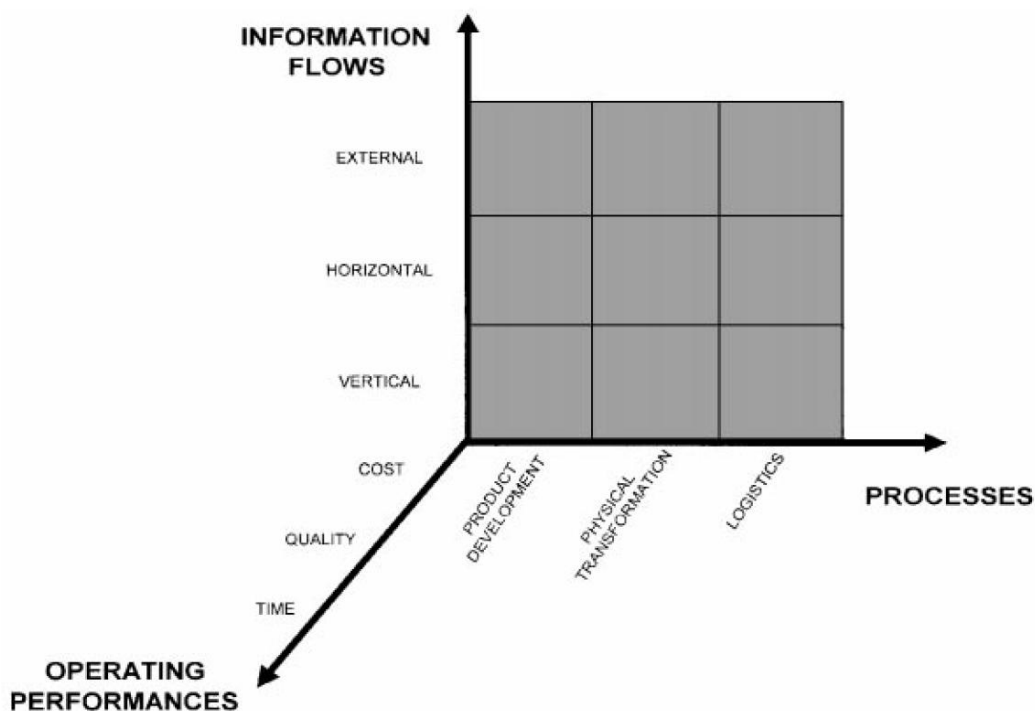 INFORMATION
FLOWS
EXTERNAL
HORIZONTAL
VERTICAL
COST
QUALITY
TIME
OPERATING
PERFORMANCES
PRODUCT
DEVELOPMENT
PHYSICAL
TRANSFORMATION
LOGISTICS
PROCESSES